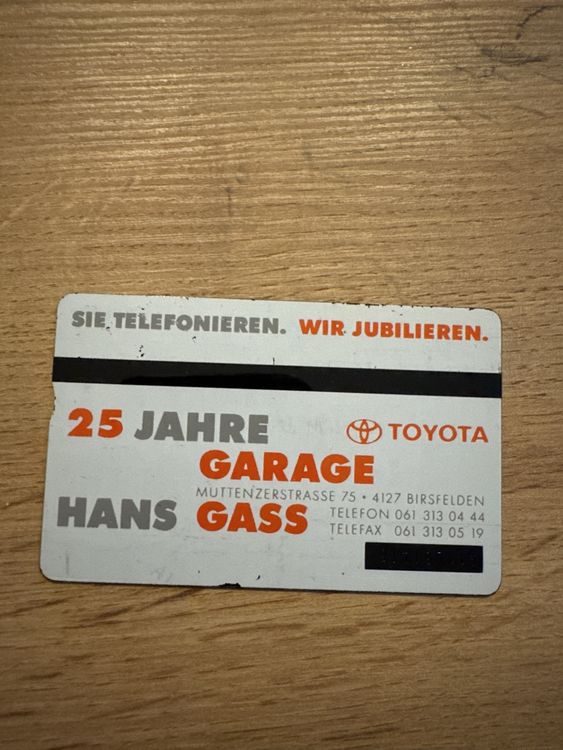 SIE TELEFONIEREN. WIR JUBILIEREN.
25 JAHRE TOYOTA
GARAGE
MUTTENZERSTRASSE 75 • 4127 BIRSFELDEN
HANS GASS TELEFON 061 313 04 44
TELEFAX 061 313 05 19